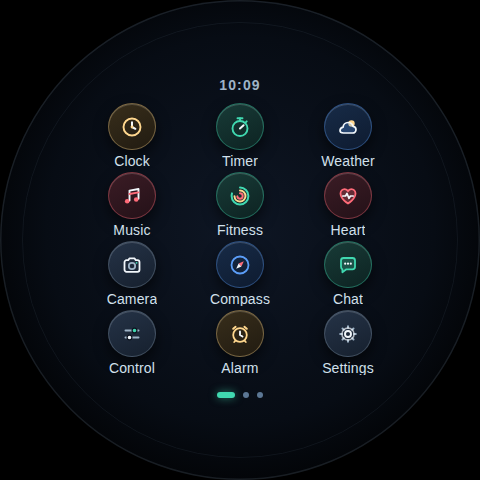 10:09
Clock Timer Weather
Music Fitness Heart
Camera Compass Chat
Control Alarm Settings